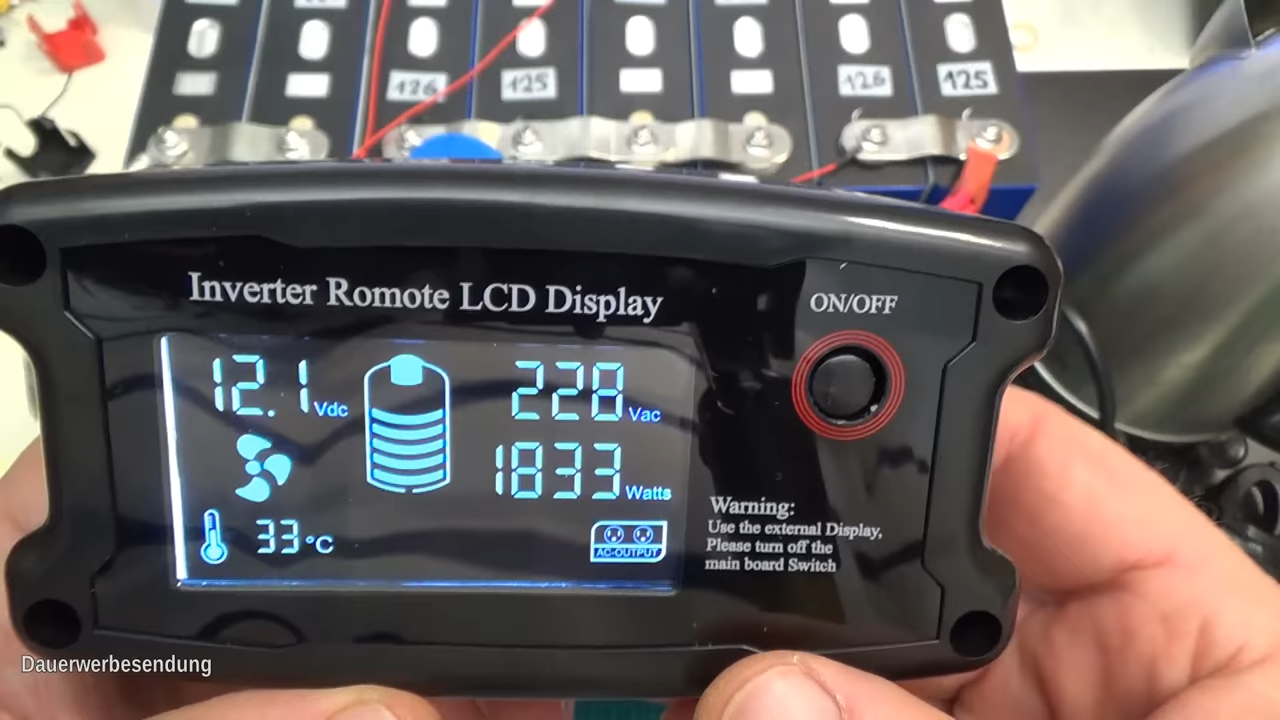 126
125
126
125
Inverter Romote LCD Display
ON/OFF
12.1 Vdc
228 Vac
1833 Watts
33 °C
AC-OUTPUT
Warning:
Use the external Display,
Please turn off the
main board Switch
Dauerwerbesendung